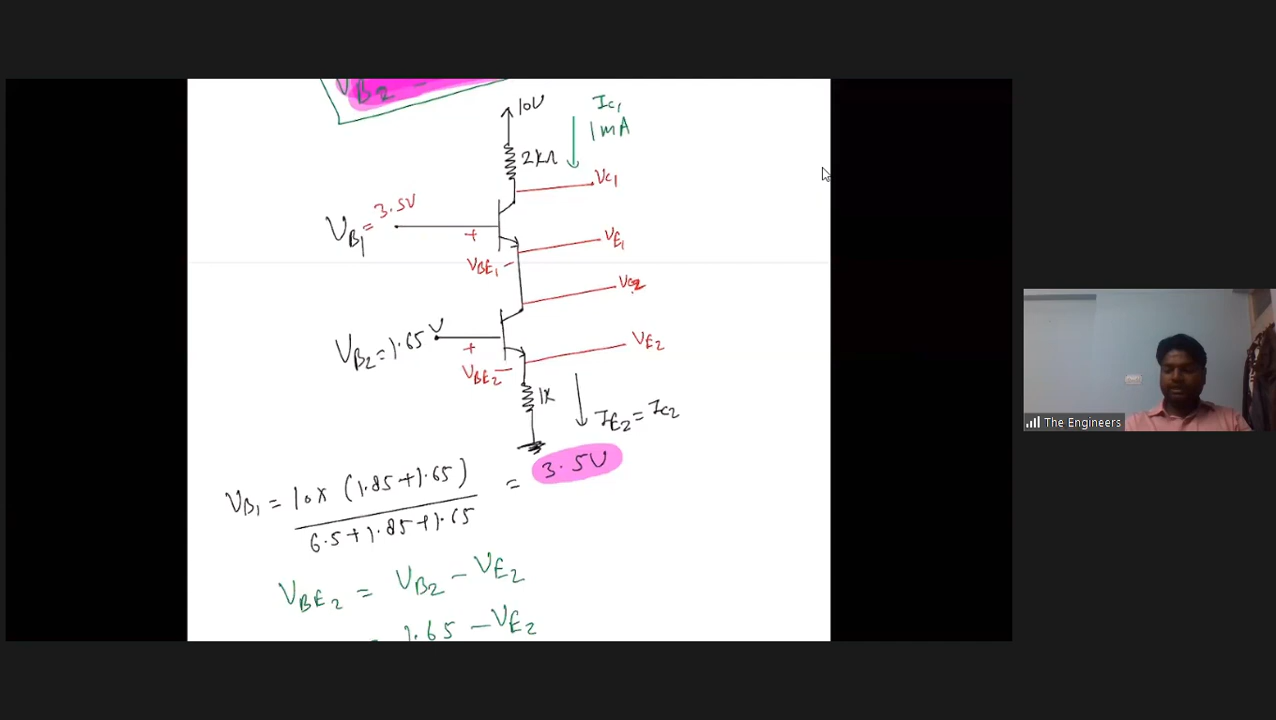 VB2
10V
Ic1
1mA
2kΩ
Vc1
VB1 = 3.5V
+
VE1
VBE1 -
Vc2
VB2 = 1.65V
+
VE2
VBE2 -
1k
IE2 = Ic2
VB1 = 10x (1.85+1.65) = 3.5V
6.5+1.85+1.65
VBE2 = VB2 - VE2
= 1.65 - VE2
The Engineers